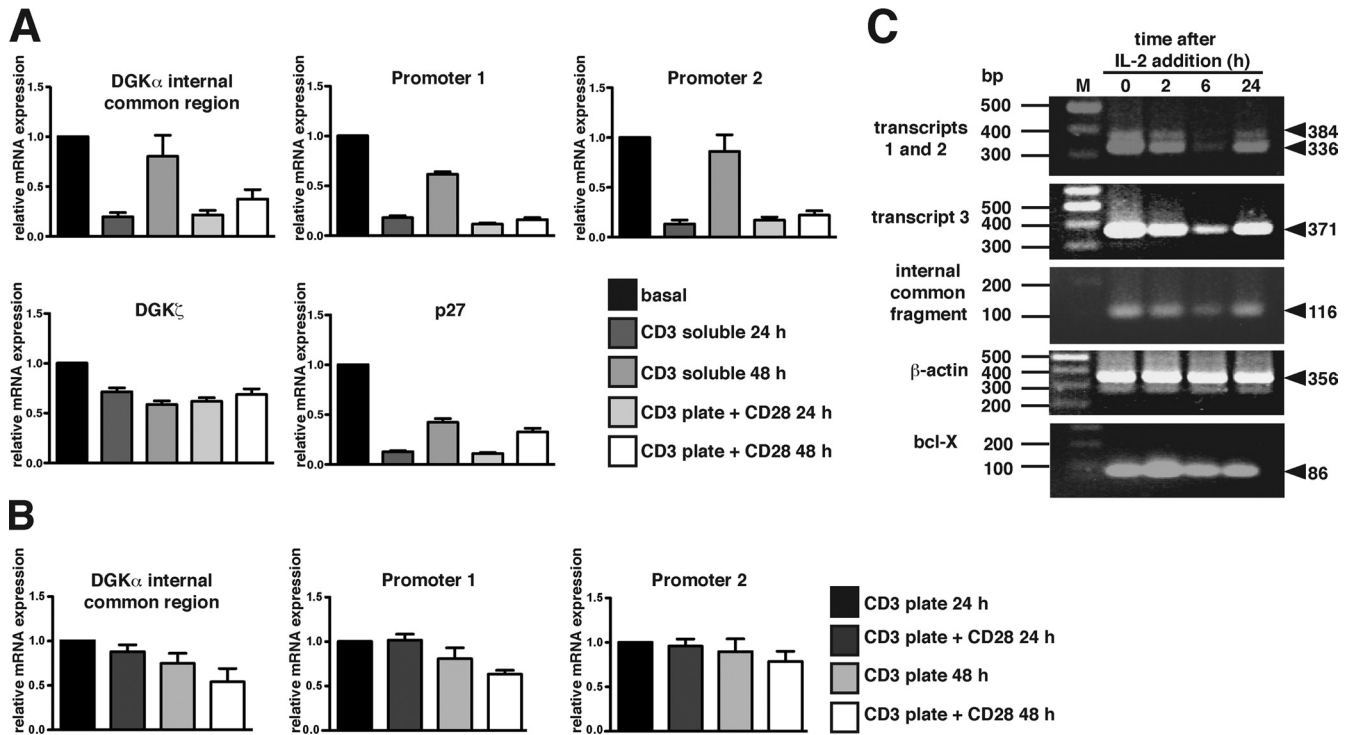 A
DGKα internal
common region
relative mRNA expression
1.5
1.0
0.5
0.0
Promoter 1
relative mRNA expression
1.5
1.0
0.5
0.0
Promoter 2
relative mRNA expression
1.5
1.0
0.5
0.0
DGKζ
relative mRNA expression
1.5
1.0
0.5
0.0
p27
relative mRNA expression
1.5
1.0
0.5
0.0
basal
CD3 soluble 24 h
CD3 soluble 48 h
CD3 plate + CD28 24 h
CD3 plate + CD28 48 h
B
DGKα internal
common region
relative mRNA expression
1.5
1.0
0.5
0.0
Promoter 1
relative mRNA expression
1.5
1.0
0.5
0.0
Promoter 2
relative mRNA expression
1.5
1.0
0.5
0.0
CD3 plate 24 h
CD3 plate + CD28 24 h
CD3 plate 48 h
CD3 plate + CD28 48 h
C
time after
IL-2 addition (h)
bp M 0 2 6 24
transcripts
1 and 2
500
400
300
384
336
transcript 3
500
400
300
371
internal
common
fragment
200
100
116
β-actin
500
400
300
200
356
bcl-X
200
100
86